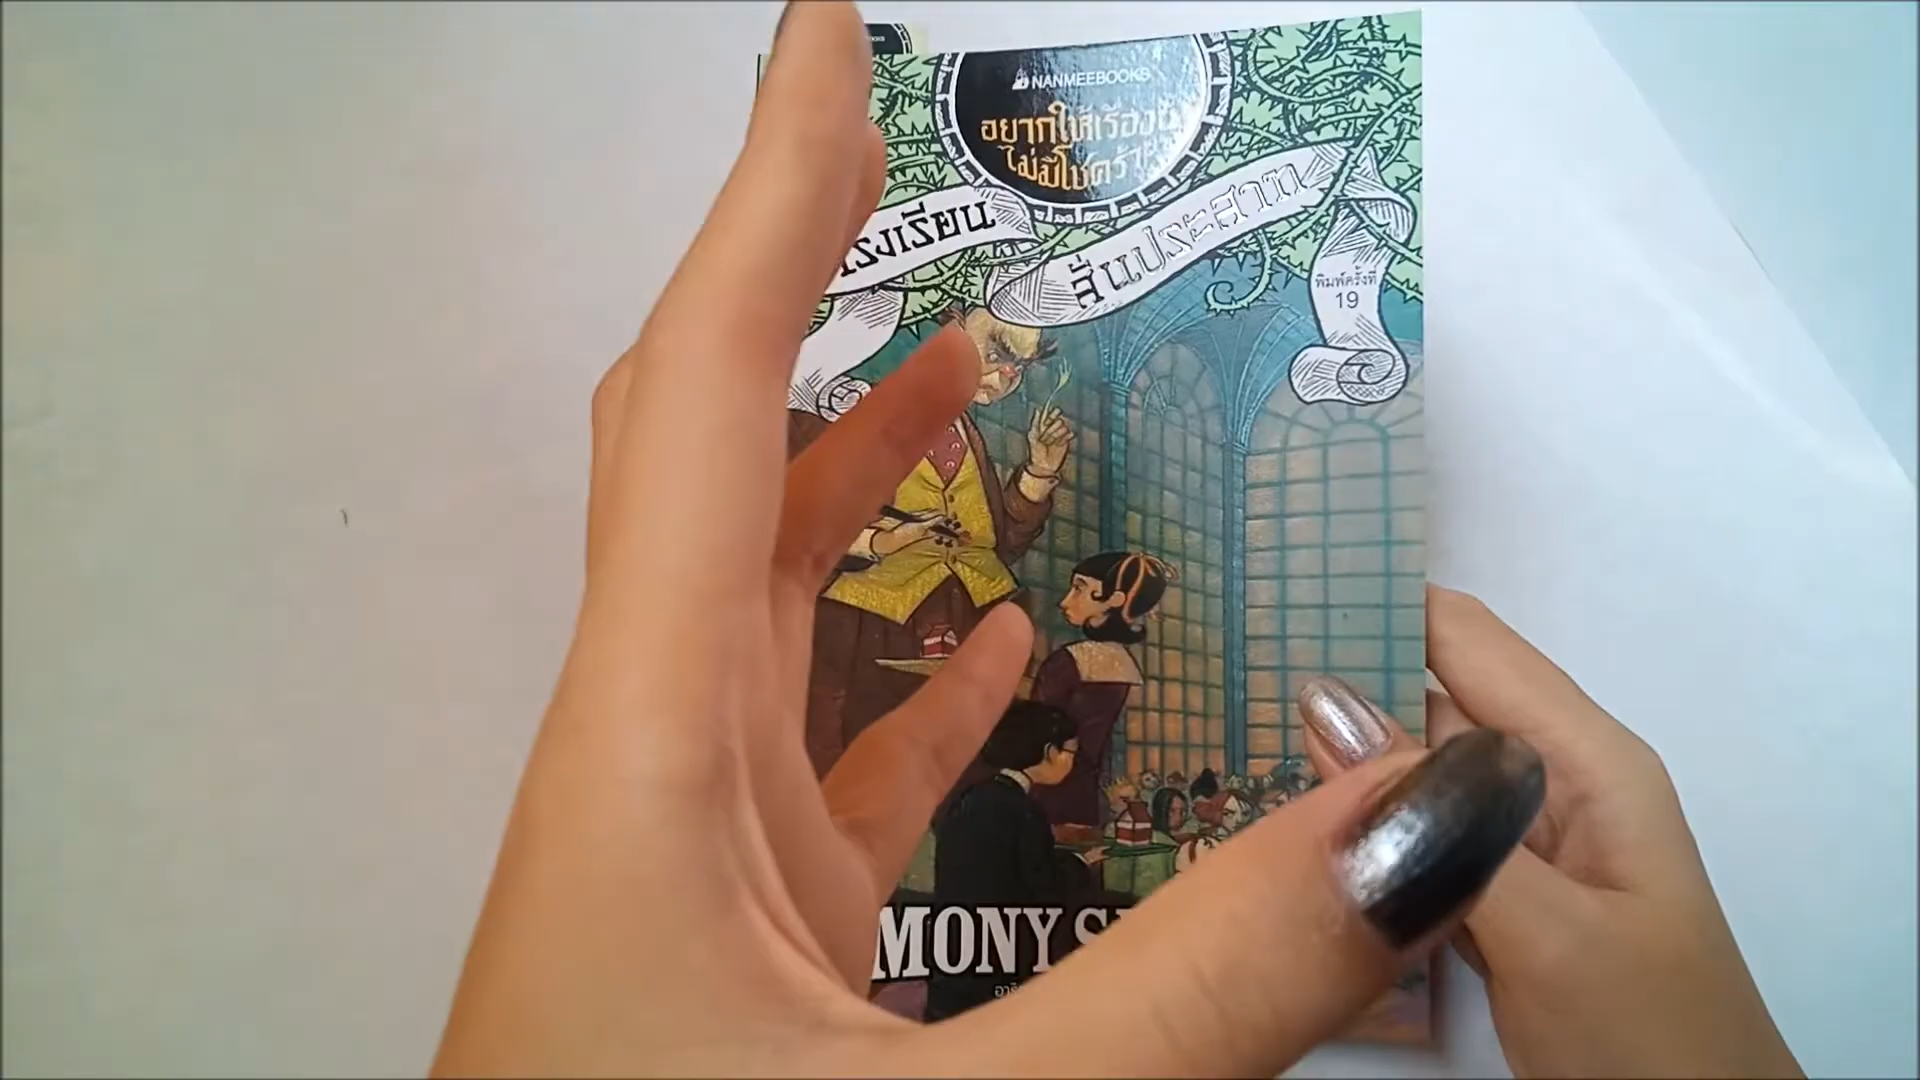 NANMEEBOOKS
อยากให้เรื่องนี้
ไม่มีโชคร้าย
โรงเรียน
สั่นประสาท
พิมพ์ครั้งที่
19
MONY S